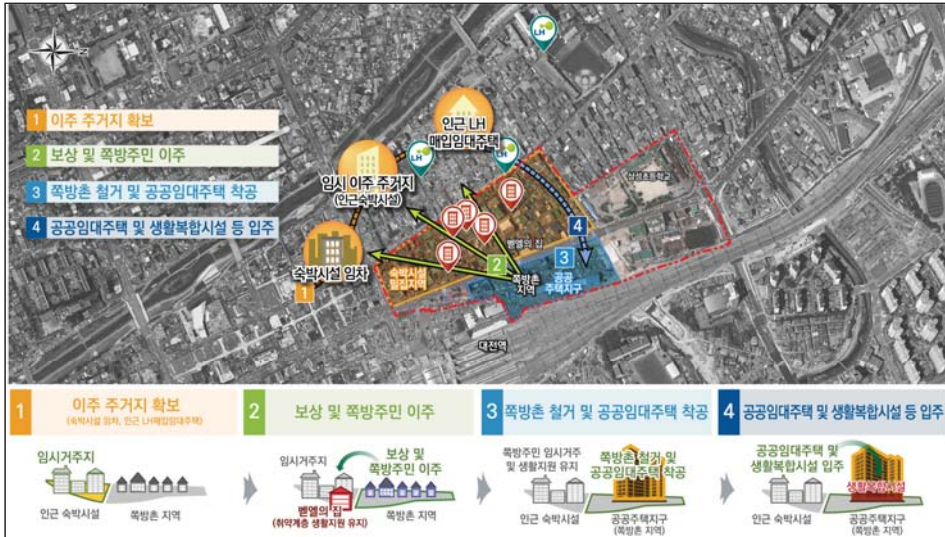 N
1 이주 주거지 확보
2 보상 및 쪽방주민 이주
3 쪽방촌 철거 및 공공임대주택 착공
4 공공임대주택 및 생활복합시설 등 입주
LH
인근 LH
매입임대주택
LH
LH
임시 이주 주거지
(인근숙박시설)
숙박시설 임차
1
삼성초등학교
벧엘의 집
4
3
2
숙박시설
밀집지역
쪽방촌
지역
공공
주택지구
대전역
1 이주 주거지 확보
(숙박시설 임차, 인근 LH매입임대주택)
2 보상 및 쪽방주민 이주
3 쪽방촌 철거 및 공공임대주택 착공
4 공공임대주택 및 생활복합시설 등 입주
임시거주지
인근 숙박시설
쪽방촌 지역
임시거주지
보상 및
쪽방주민 이주
벧엘의 집
(취약계층 생활지원 유지)
쪽방촌 지역
쪽방주민 임시거주
및 생활지원 유지
쪽방촌 철거 및
공공임대주택 착공
인근 숙박시설
공공주택지구
(쪽방촌 지역)
공공임대주택 및
생활복합시설 입주
생활복합시설
인근 숙박시설
공공주택지구
(쪽방촌 지역)